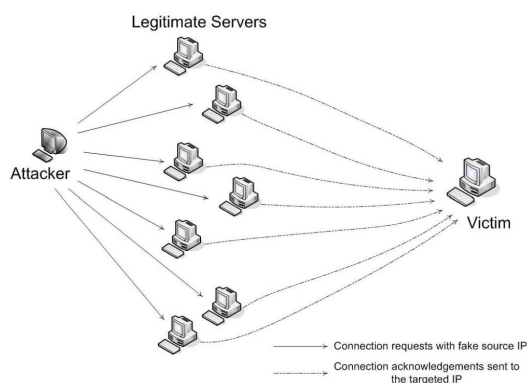 Legitimate Servers
Attacker
Victim
Connection requests with fake source IP
Connection acknowledgements sent to
the targeted IP